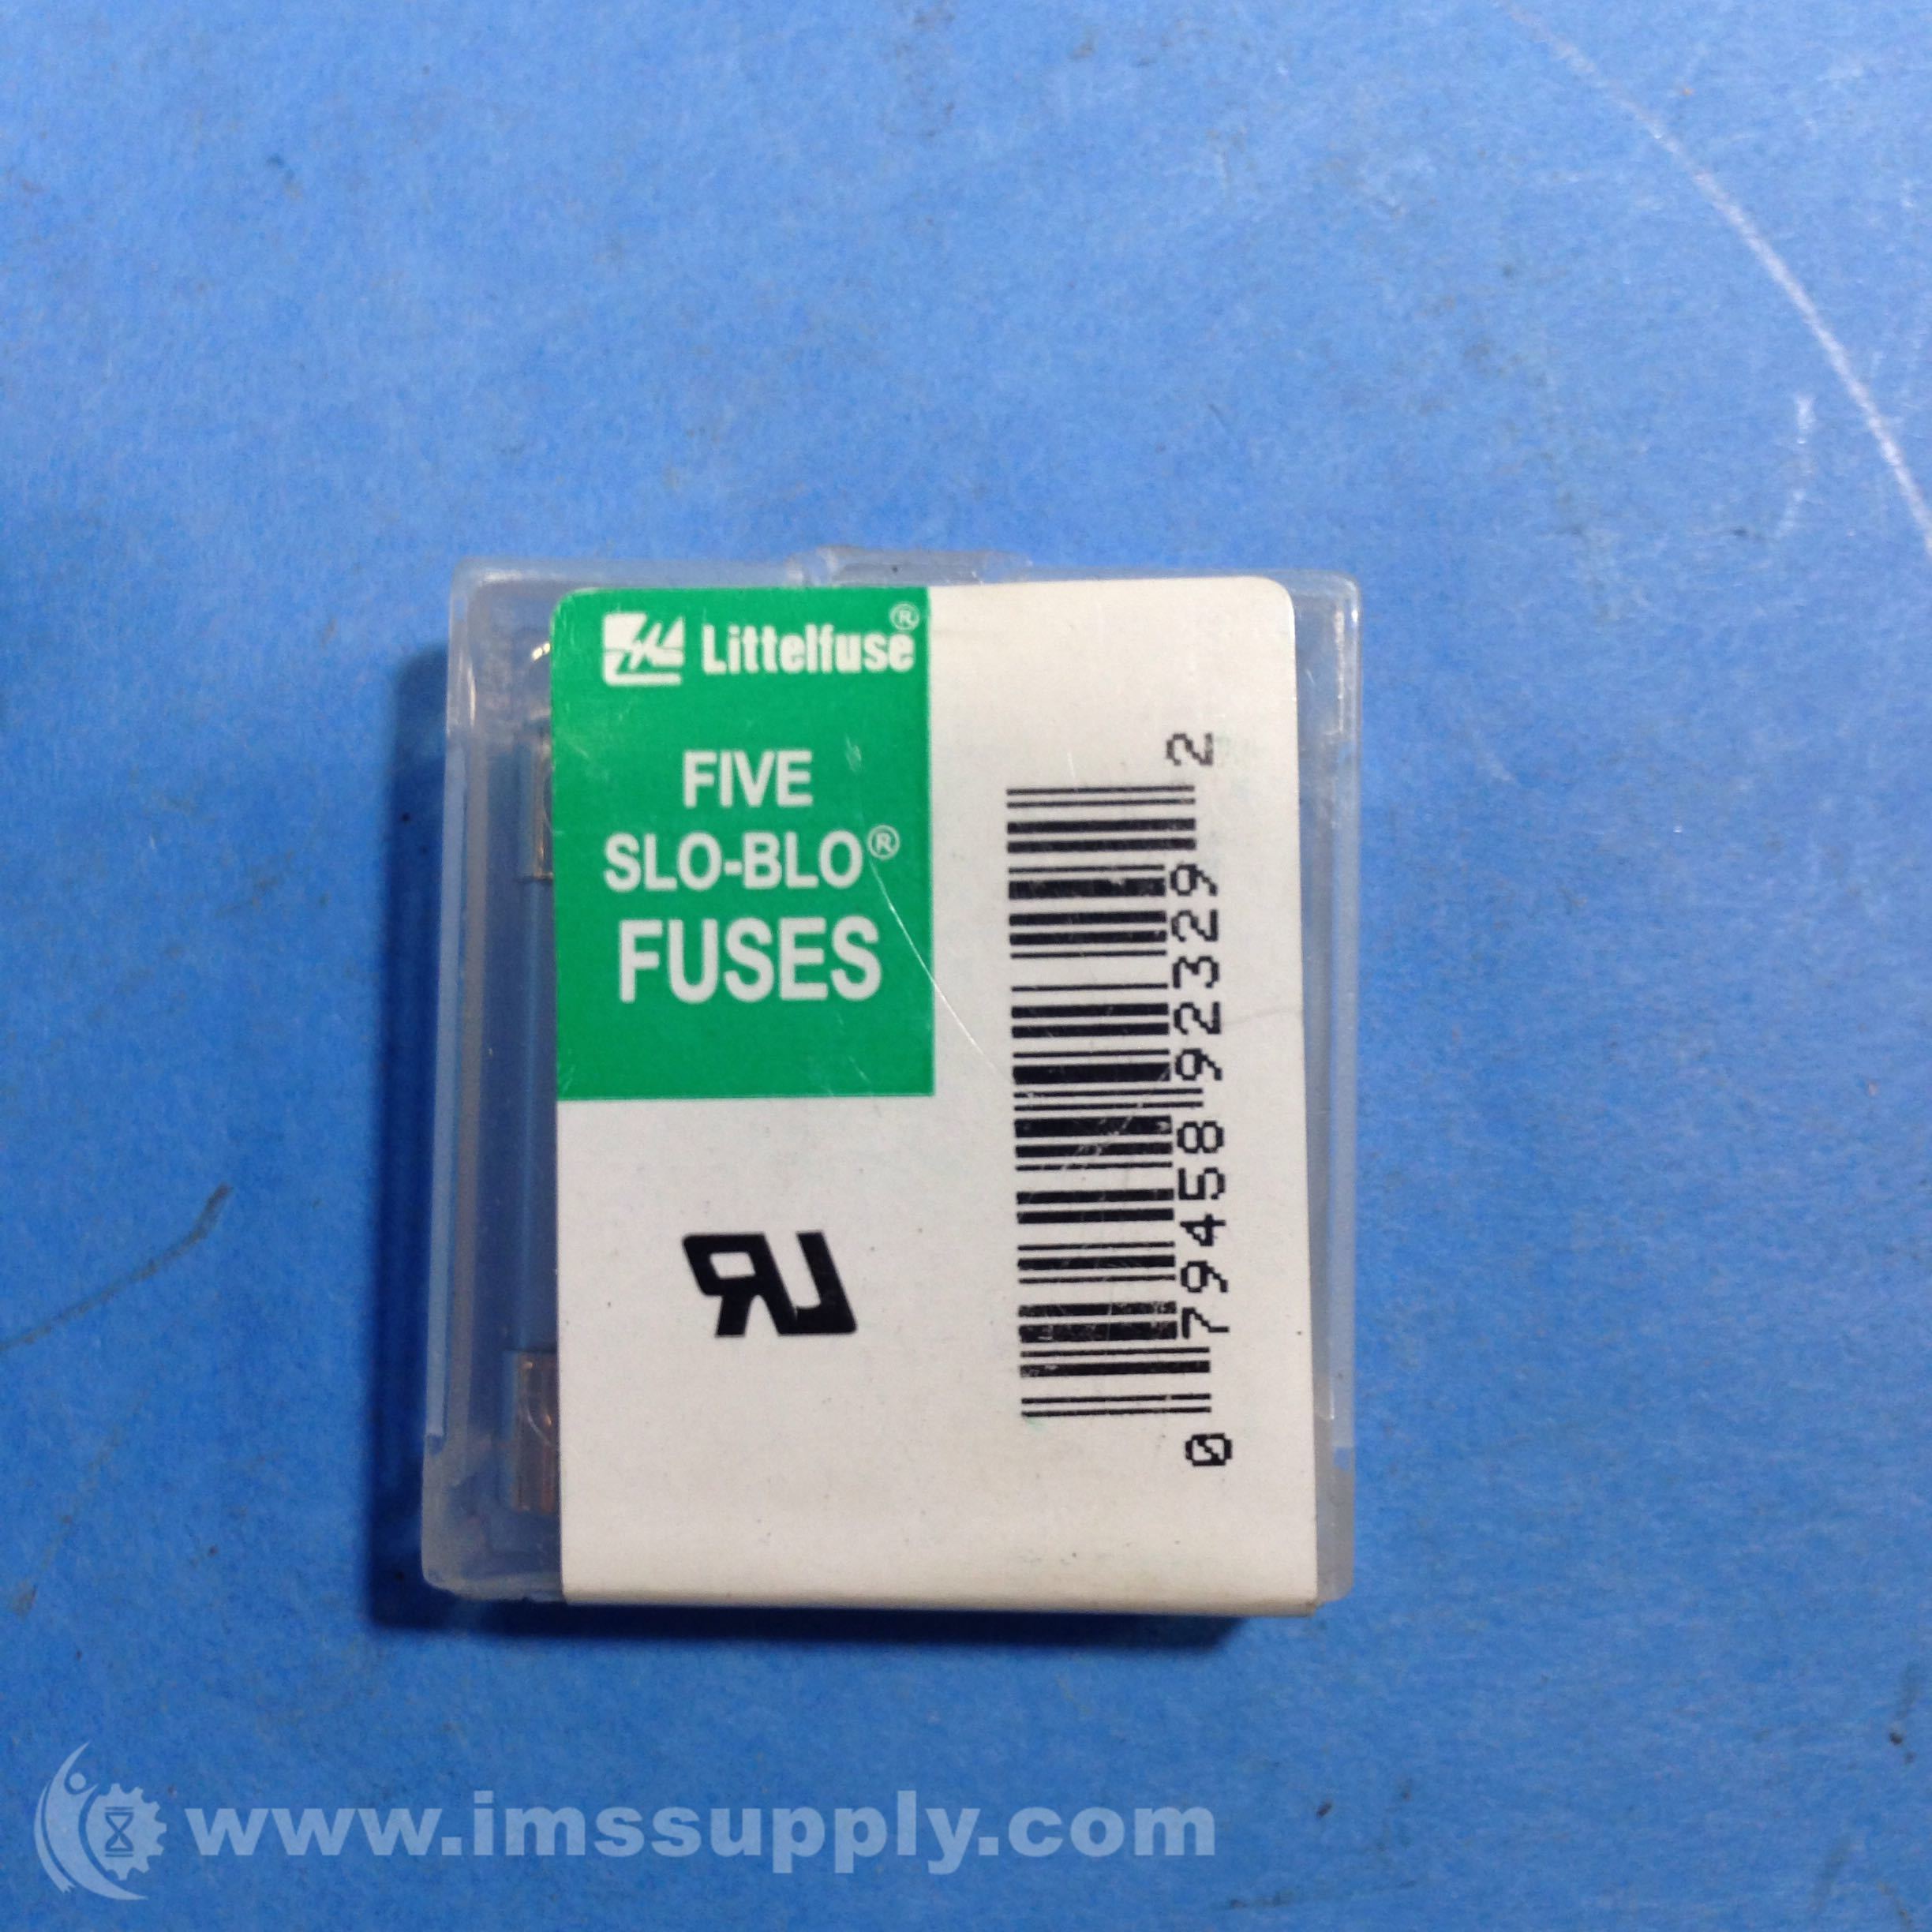 Littelfuse®
FIVE
SLO-BLO®
FUSES
0 79458 92329 2
www.imssupply.com